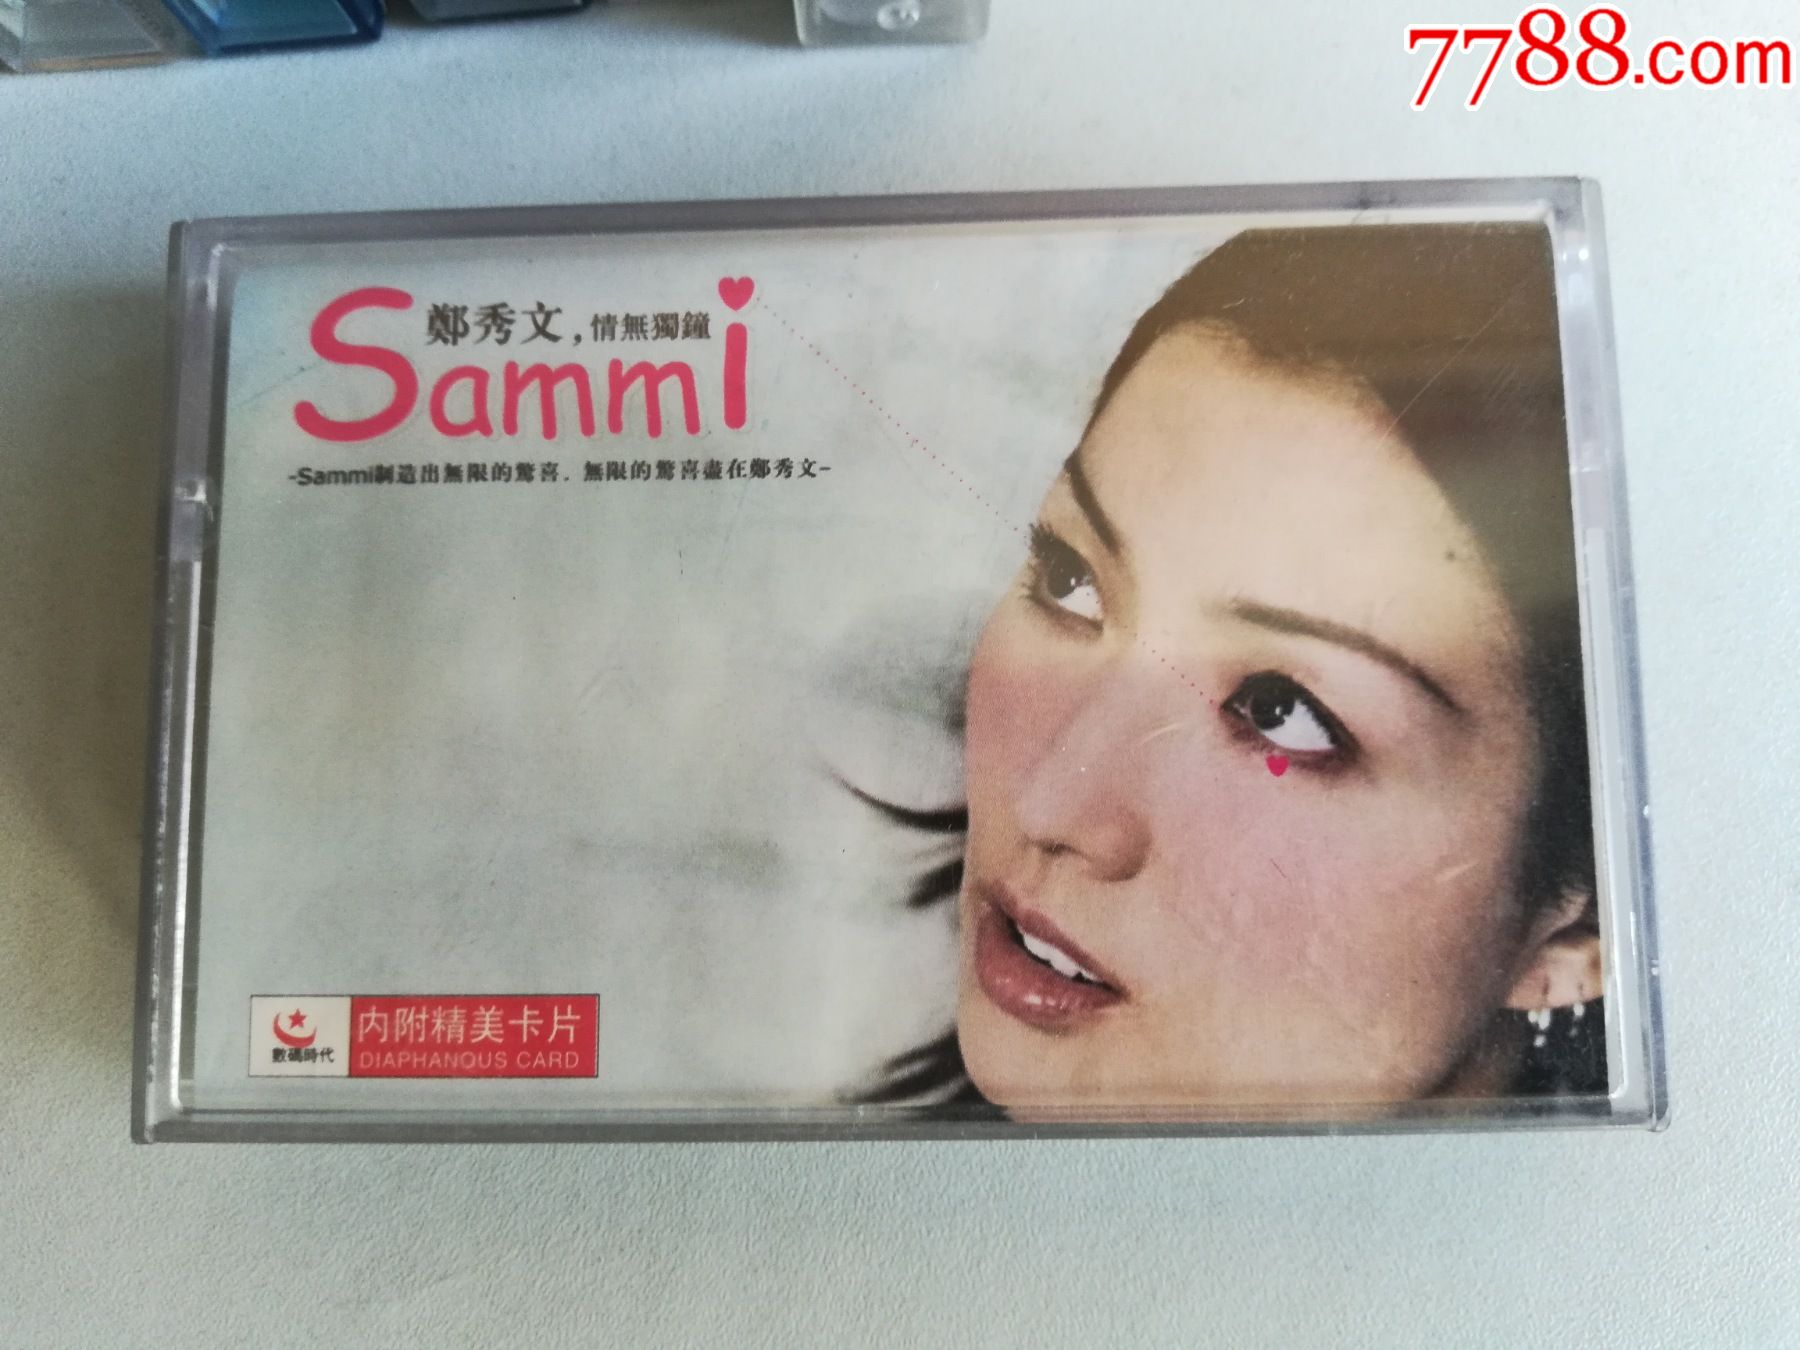 7788.com
鄭秀文，情無獨鐘
Sammi
-Sammi制造出無限的驚喜．無限的驚喜盡在鄭秀文-
數碼時代
内附精美卡片
DIAPHANOUS CARD